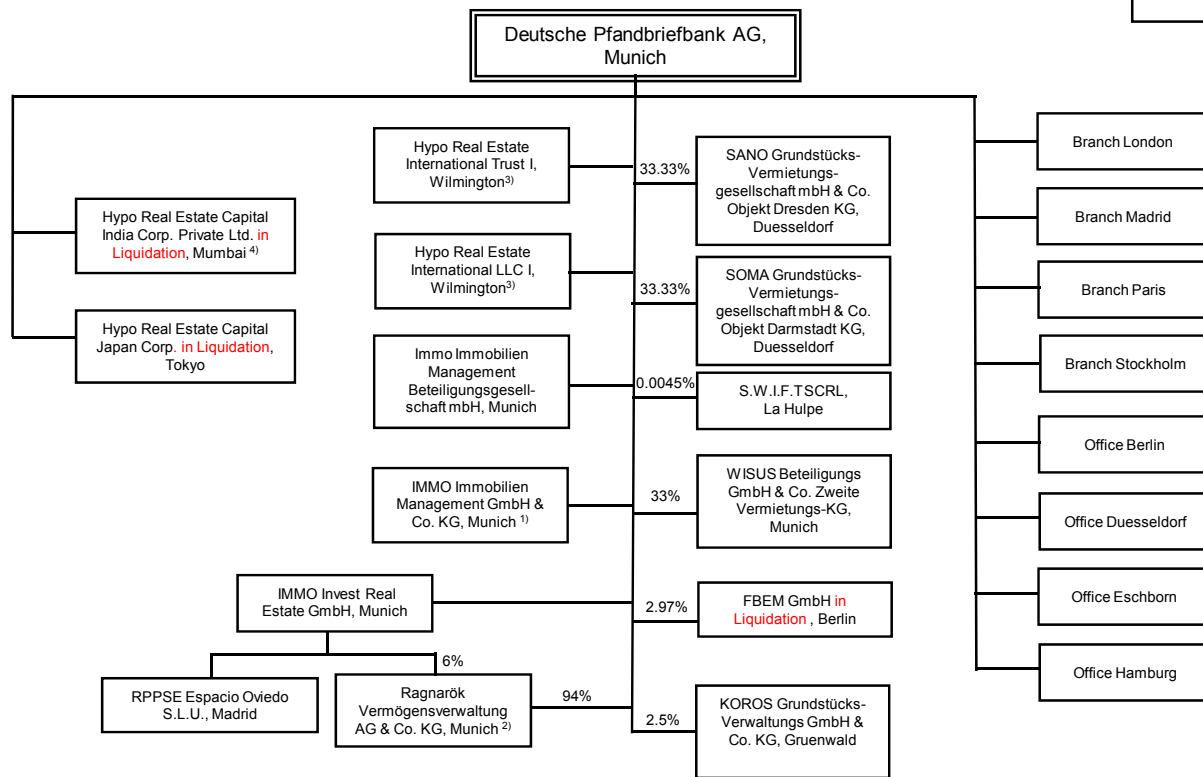 Deutsche Pfandbriefbank AG,
Munich
Hypo Real Estate Capital
India Corp. Private Ltd. in
Liquidation, Mumbai 4)
Hypo Real Estate Capital
Japan Corp. in Liquidation,
Tokyo
Hypo Real Estate
International Trust I,
Wilmington3)
Hypo Real Estate
International LLC I,
Wilmington3)
Immo Immobilien
Management
Beteiligungsgesell-
schaft mbH, Munich
IMMO Immobilien
Management GmbH &
Co. KG, Munich 1)
IMMO Invest Real
Estate GmbH, Munich
6%
RPPSE Espacio Oviedo
S.L.U., Madrid
Ragnarök
Vermögensverwaltung
AG & Co. KG, Munich 2)
94%
33.33%
SANO Grundstücks-
Vermietungs-
gesellschaft mbH & Co.
Objekt Dresden KG,
Duesseldorf
33.33%
SOMA Grundstücks-
Vermietungs-
gesellschaft mbH & Co.
Objekt Darmstadt KG,
Duesseldorf
0.0045%
S.W.I.F.TSCRL,
La Hulpe
33%
WISUS Beteiligungs
GmbH & Co. Zweite
Vermietungs-KG,
Munich
2.97%
FBEM GmbH in
Liquidation , Berlin
2.5%
KOROS Grundstücks-
Verwaltungs GmbH &
Co. KG, Gruenwald
Branch London
Branch Madrid
Branch Paris
Branch Stockholm
Office Berlin
Office Duesseldorf
Office Eschborn
Office Hamburg